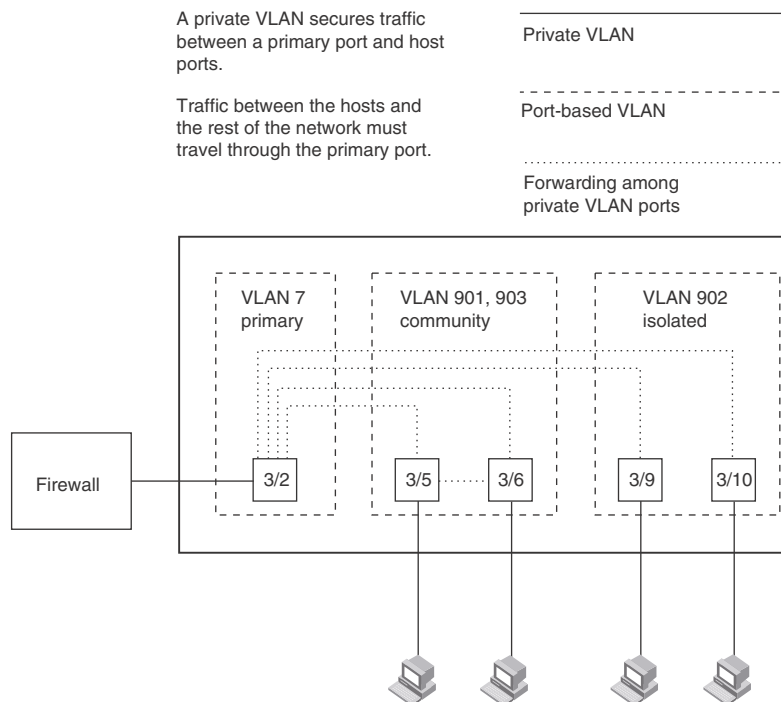 A private VLAN secures traffic
between a primary port and host
ports.
Traffic between the hosts and
the rest of the network must
travel through the primary port.
Private VLAN
Port-based VLAN
Forwarding among
private VLAN ports
VLAN 7
primary
VLAN 901, 903
community
VLAN 902
isolated
Firewall
3/2
3/5
3/6
3/9
3/10